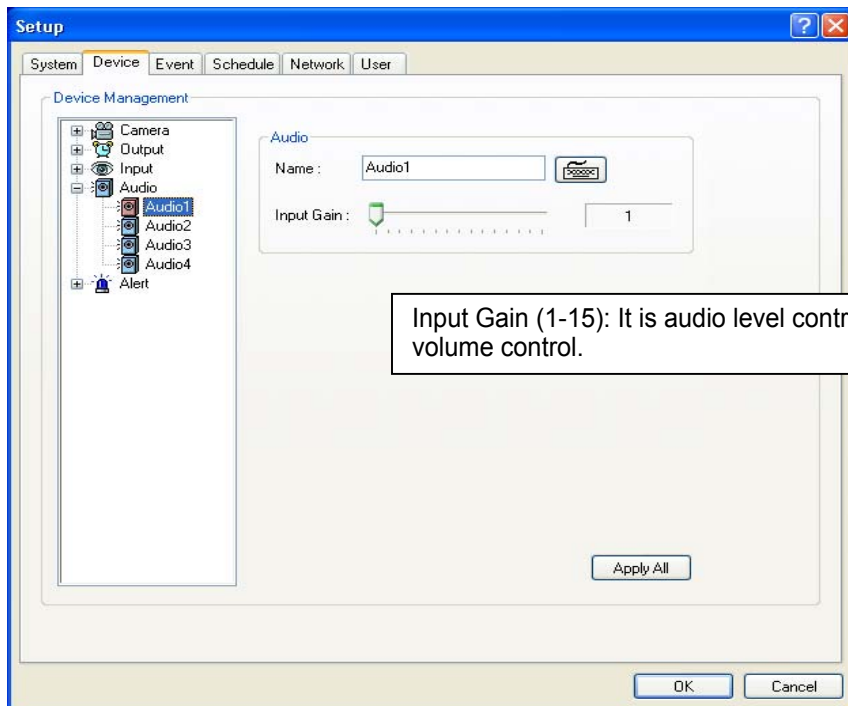 Setup
System Device Event Schedule Network User
Device Management
Camera
Output
Input
Audio
Audio1
Audio2
Audio3
Audio4
Alert
Audio
Name : Audio1
Input Gain : 1
Input Gain (1-15): It is audio level contr
volume control.
Apply All
OK Cancel